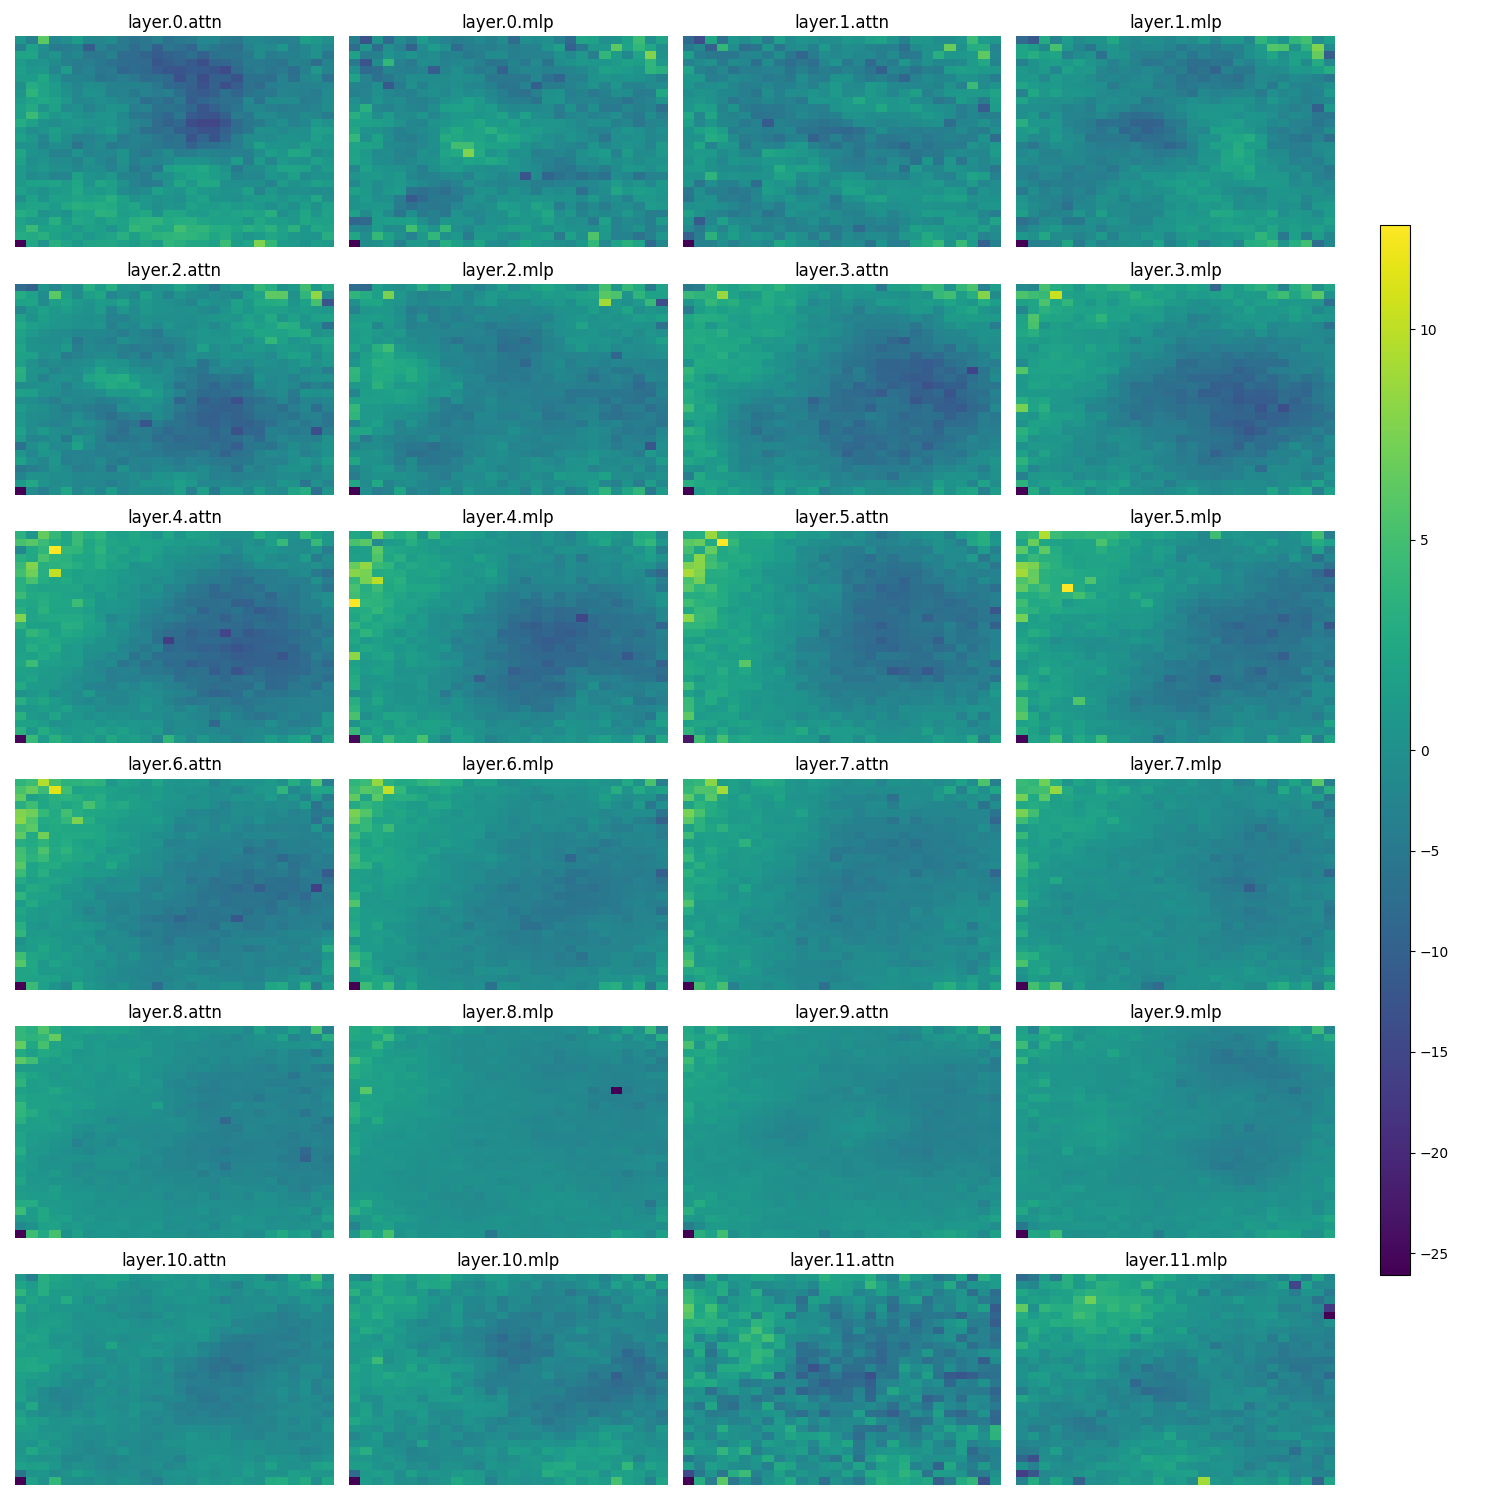 layer.0.attn layer.0.mlp layer.1.attn layer.1.mlp
layer.2.attn layer.2.mlp layer.3.attn layer.3.mlp
layer.4.attn layer.4.mlp layer.5.attn layer.5.mlp
layer.6.attn layer.6.mlp layer.7.attn layer.7.mlp
layer.8.attn layer.8.mlp layer.9.attn layer.9.mlp
layer.10.attn layer.10.mlp layer.11.attn layer.11.mlp
10
5
0
−5
−10
−15
−20
−25